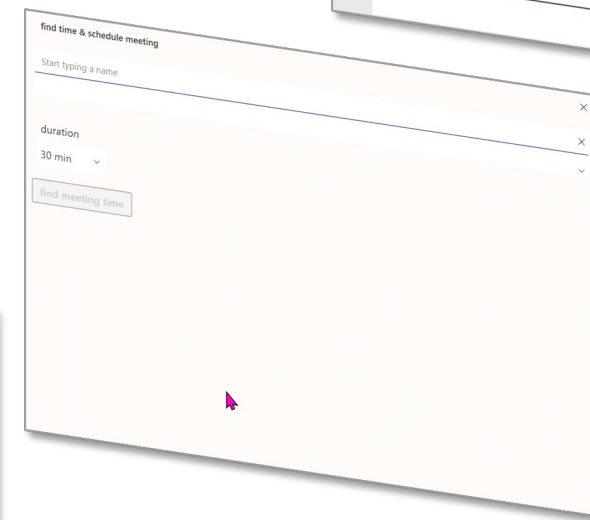 find time & schedule meeting
Start typing a name
duration
30 min
find meeting time